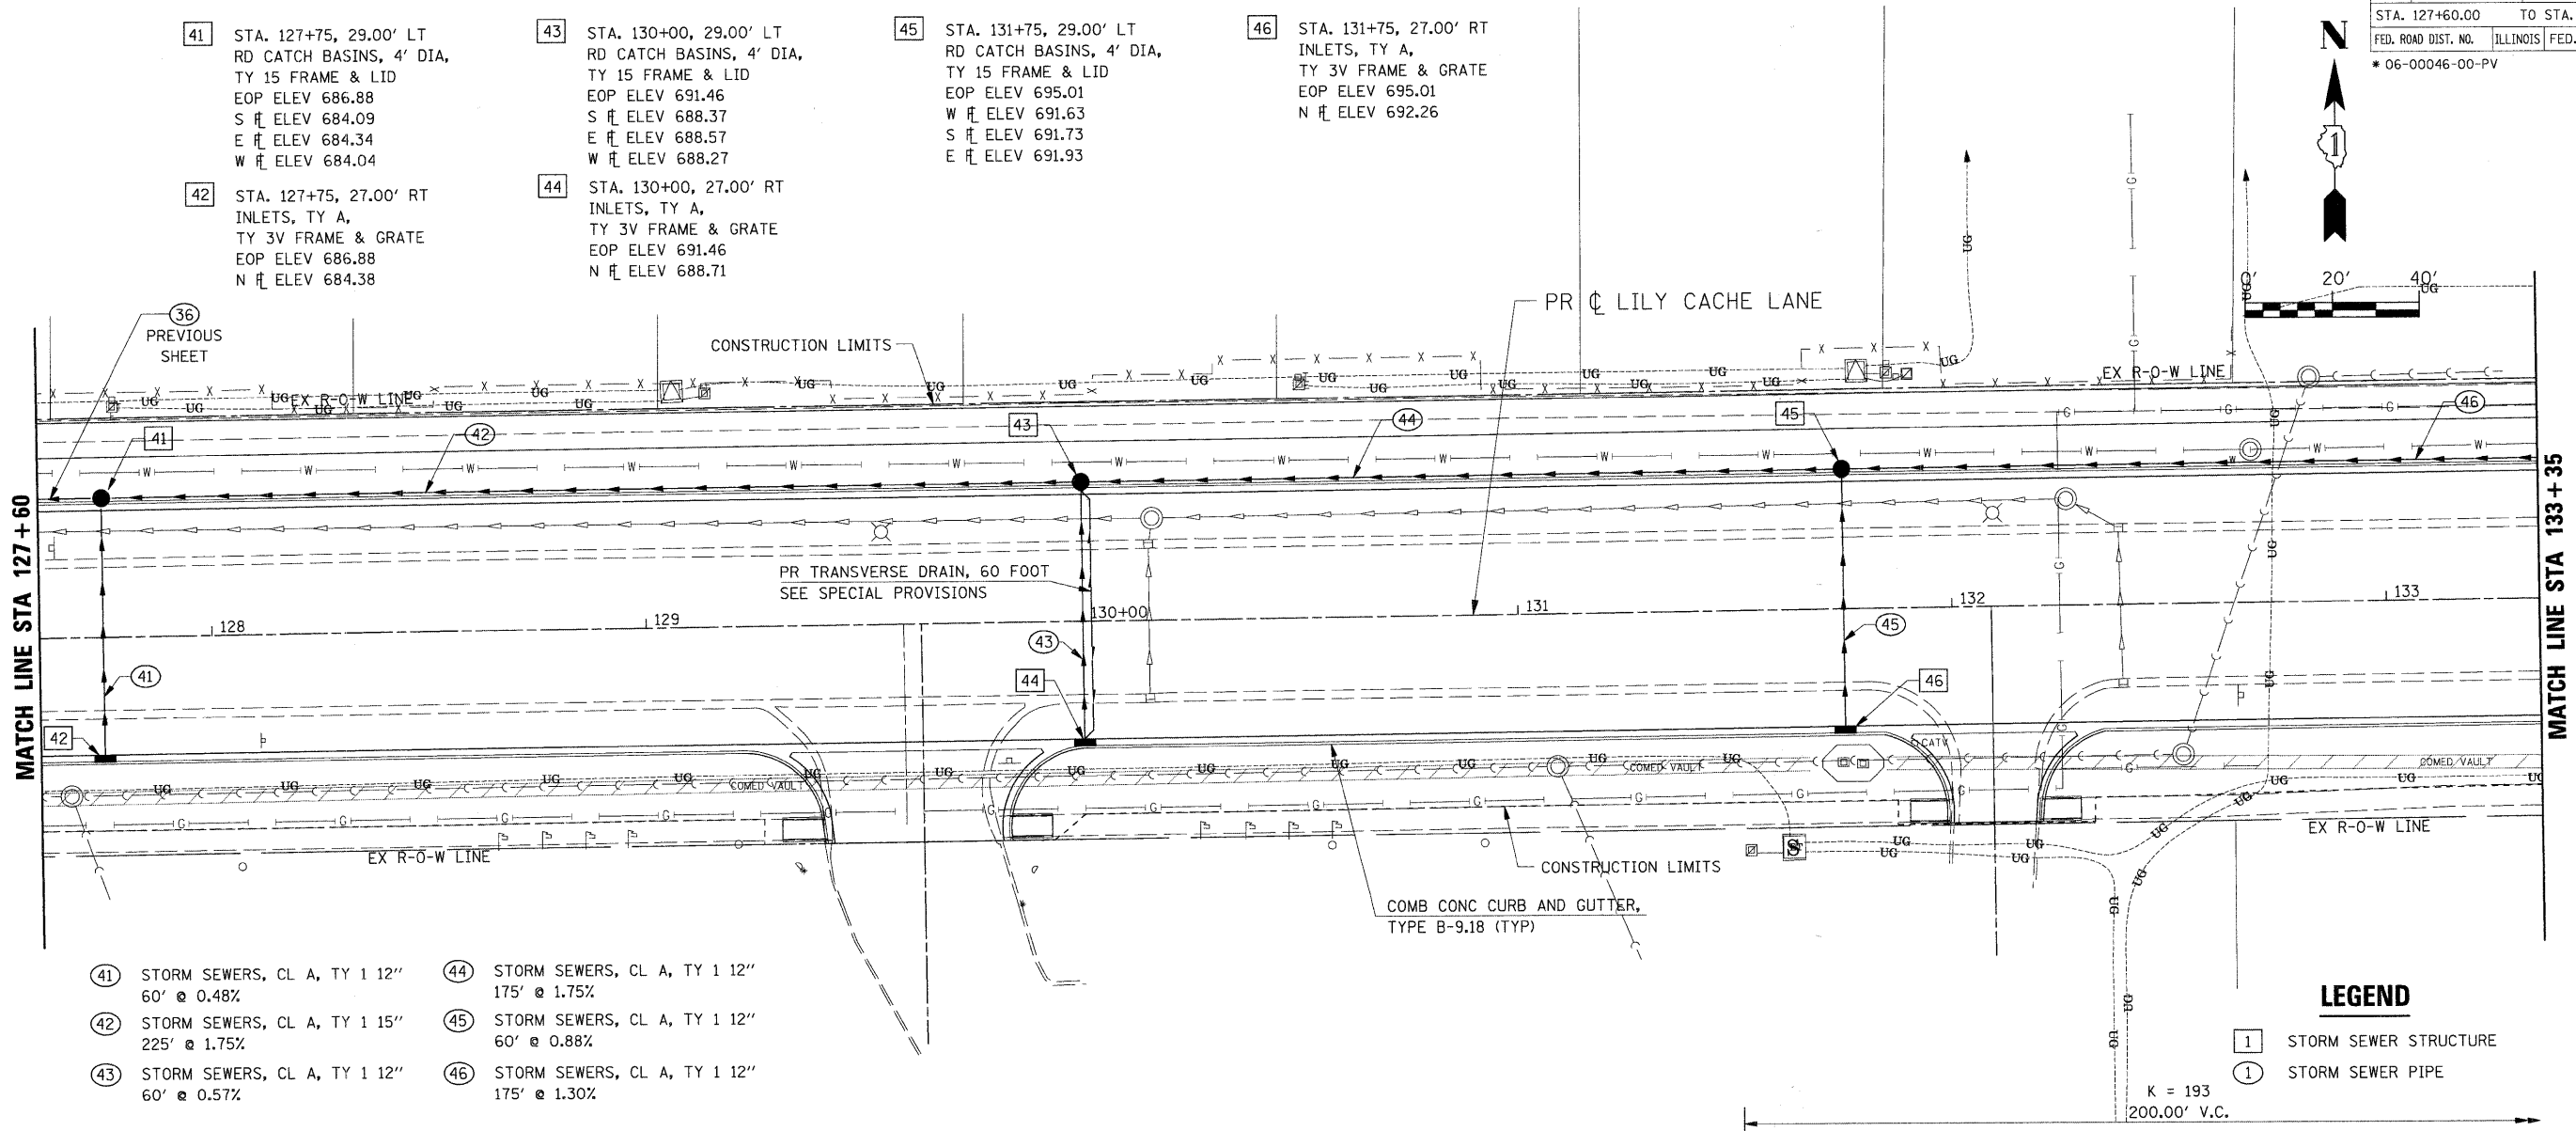 41 STA. 127+75, 29.00' LT
RD CATCH BASINS, 4' DIA,
TY 15 FRAME & LID
EOP ELEV 686.88
S FL ELEV 684.09
E FL ELEV 684.34
W FL ELEV 684.04
42 STA. 127+75, 27.00' RT
INLETS, TY A,
TY 3V FRAME & GRATE
EOP ELEV 686.88
N FL ELEV 684.38
43 STA. 130+00, 29.00' LT
RD CATCH BASINS, 4' DIA,
TY 15 FRAME & LID
EOP ELEV 691.46
S FL ELEV 688.37
E FL ELEV 688.57
W FL ELEV 688.27
44 STA. 130+00, 27.00' RT
INLETS, TY A,
TY 3V FRAME & GRATE
EOP ELEV 691.46
N FL ELEV 688.71
45 STA. 131+75, 29.00' LT
RD CATCH BASINS, 4' DIA,
TY 15 FRAME & LID
EOP ELEV 695.01
W FL ELEV 691.63
S FL ELEV 691.73
E FL ELEV 691.93
46 STA. 131+75, 27.00' RT
INLETS, TY A,
TY 3V FRAME & GRATE
EOP ELEV 695.01
N FL ELEV 692.26
STA. 127+60.00 TO STA.
FED. ROAD DIST. NO. ILLINOIS FED.
* 06-00046-00-PV
N
1
0' 20' 40'
36
PREVIOUS
SHEET
CONSTRUCTION LIMITS
PR ℄ LILY CACHE LANE
EX R-O-W LINE
EX R-O-W LINE
41
42
43
44
45
46
MATCH LINE STA 127+60
MATCH LINE STA 133+35
PR TRANSVERSE DRAIN, 60 FOOT
SEE SPECIAL PROVISIONS
128
129
130+00
131
132
133
41
43
45
42
44
46
CATV
COMED VAULT
COMED VAULT
COMED VAULT
S
EX R-O-W LINE
EX R-O-W LINE
CONSTRUCTION LIMITS
COMB CONC CURB AND GUTTER,
TYPE B-9.18 (TYP)
41 STORM SEWERS, CL A, TY 1 12"
60' @ 0.48%
42 STORM SEWERS, CL A, TY 1 15"
225' @ 1.75%
43 STORM SEWERS, CL A, TY 1 12"
60' @ 0.57%
44 STORM SEWERS, CL A, TY 1 12"
175' @ 1.75%
45 STORM SEWERS, CL A, TY 1 12"
60' @ 0.88%
46 STORM SEWERS, CL A, TY 1 12"
175' @ 1.30%
LEGEND
1 STORM SEWER STRUCTURE
1 STORM SEWER PIPE
K = 193
200.00' V.C.